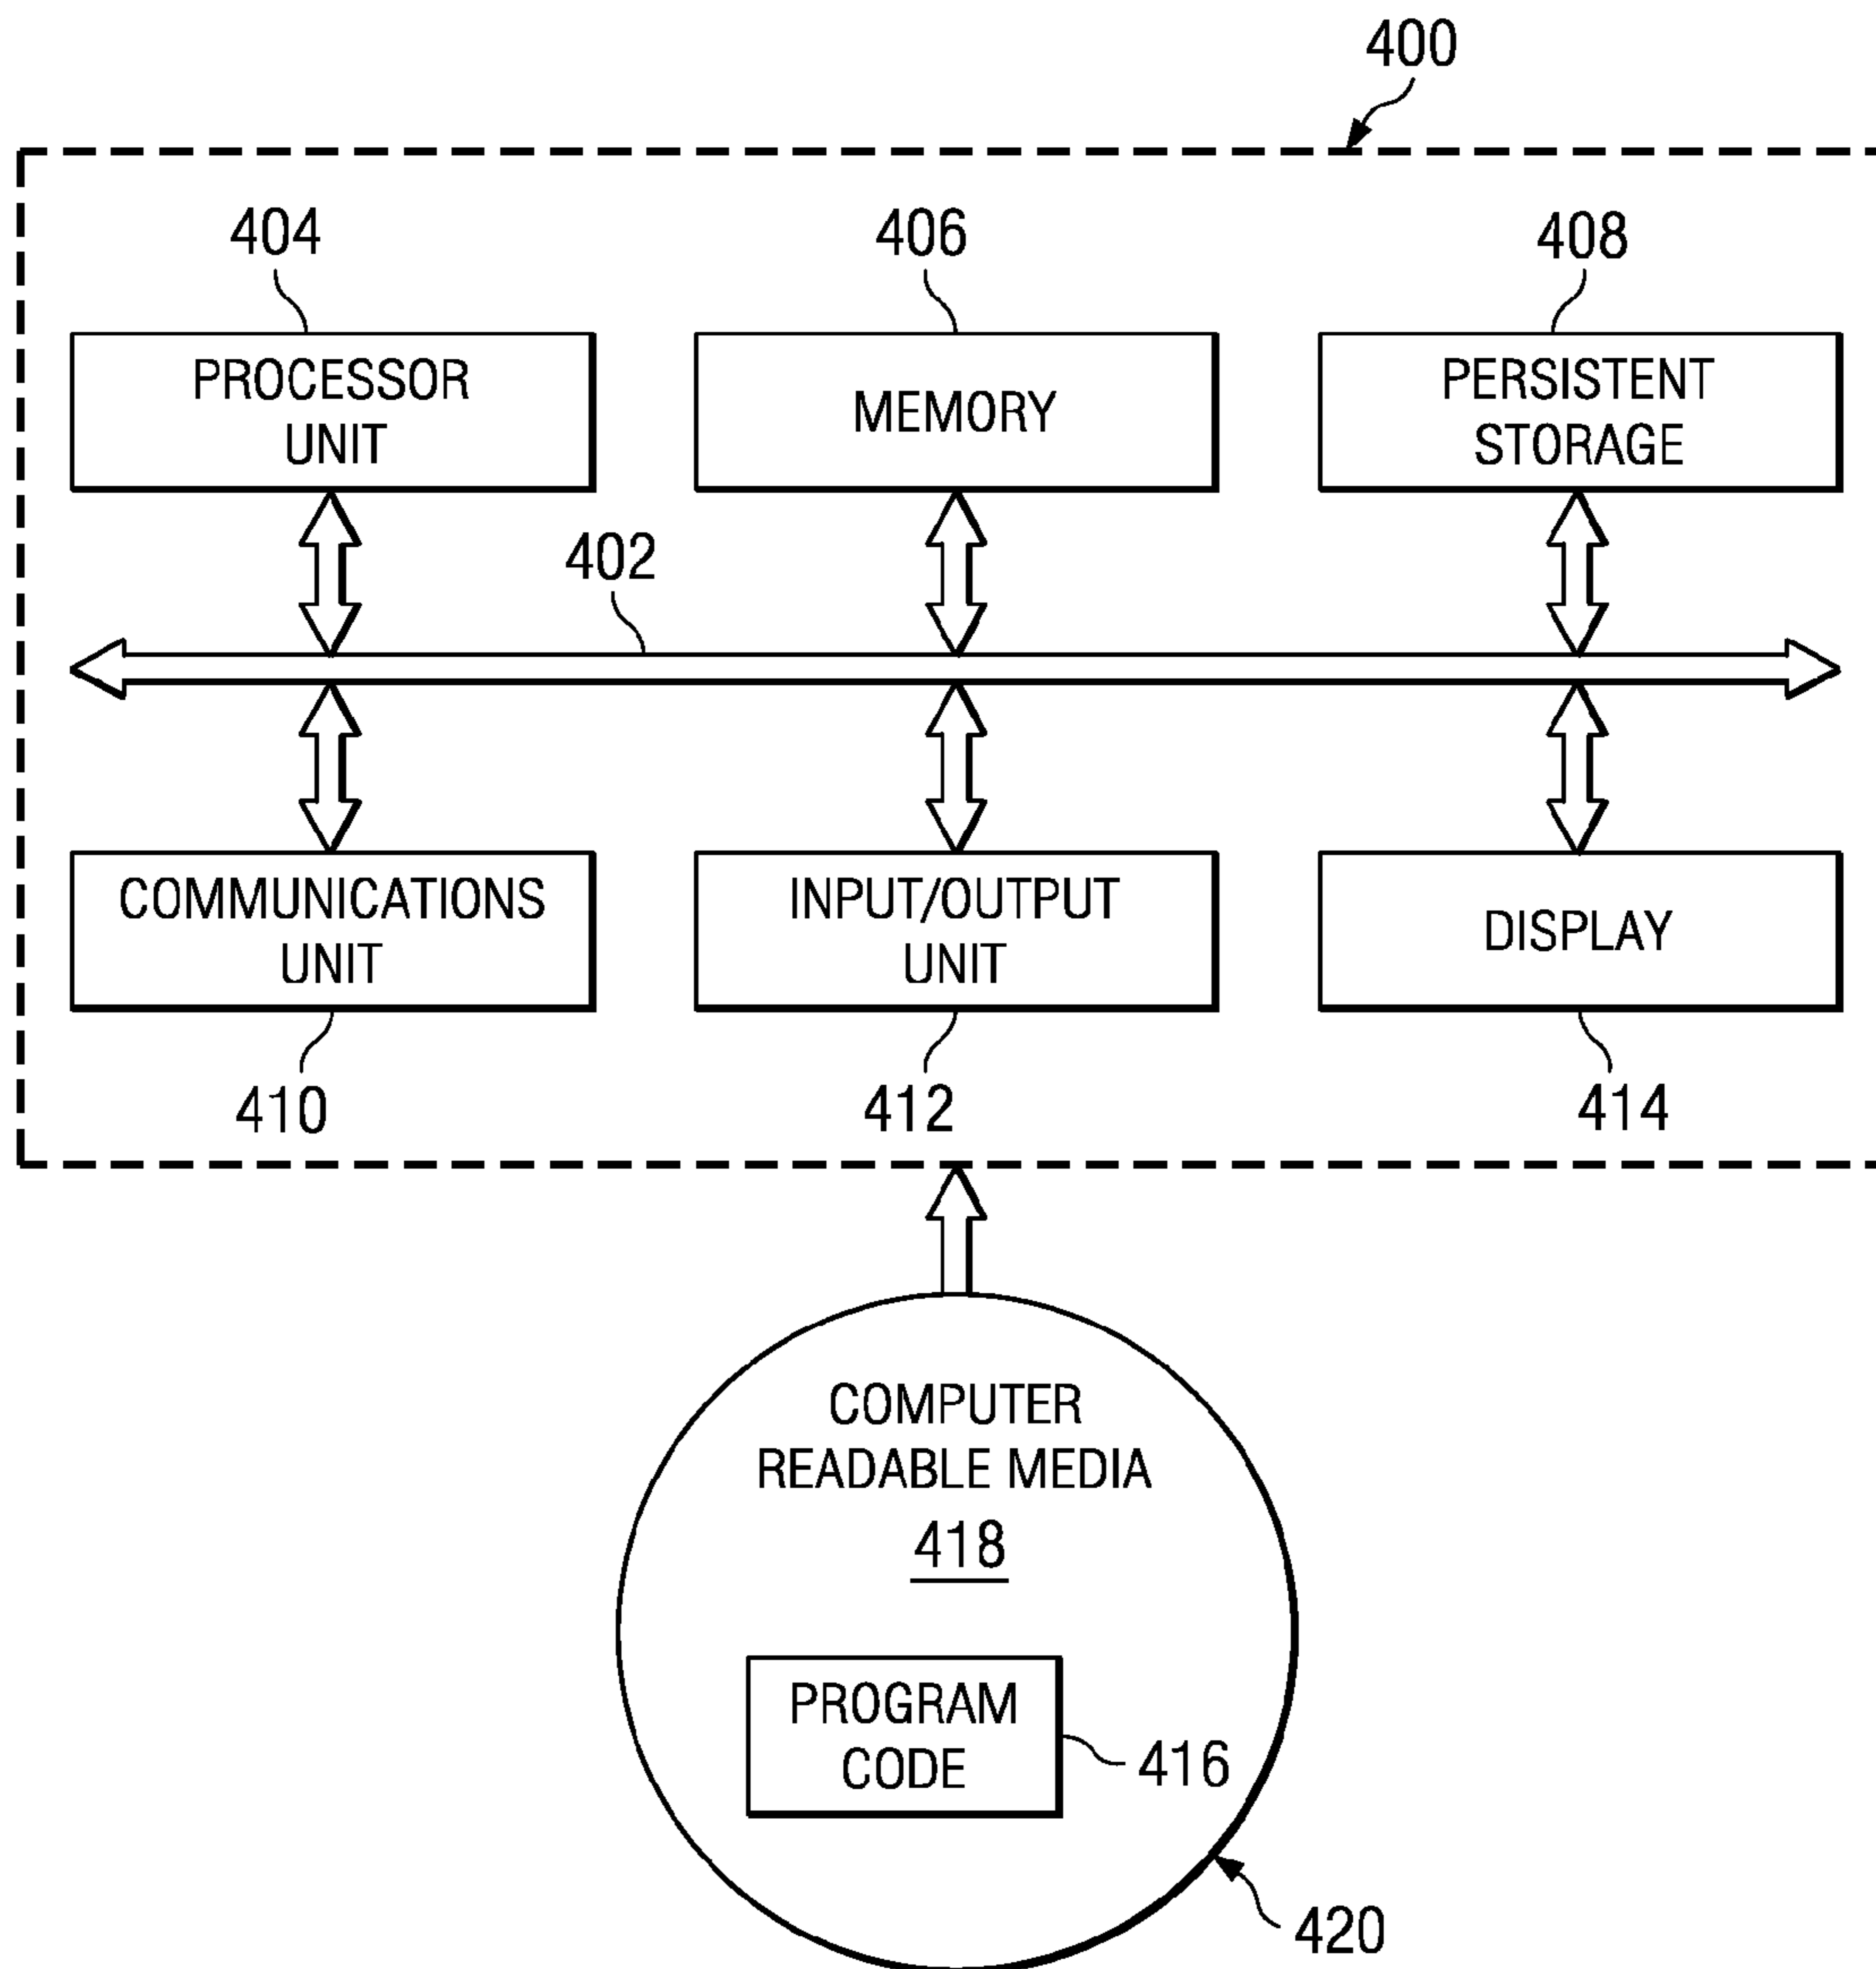 400
404
406
408
PROCESSOR
UNIT
MEMORY
PERSISTENT
STORAGE
402
COMMUNICATIONS
UNIT
INPUT/OUTPUT
UNIT
DISPLAY
410
412
414
COMPUTER
READABLE MEDIA
418
PROGRAM
CODE
416
420